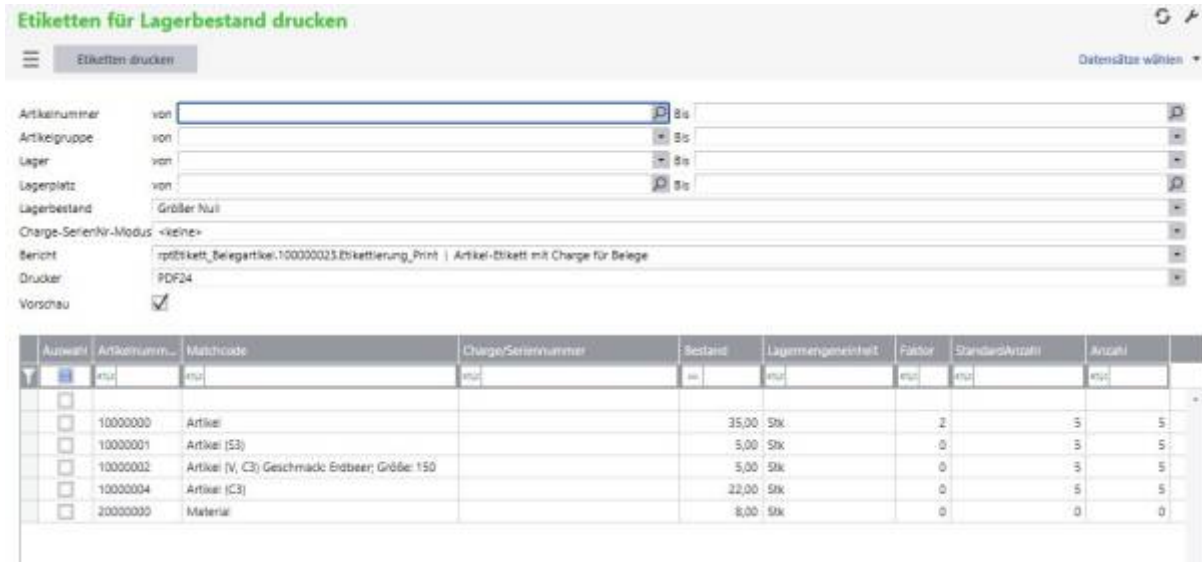 Etiketten für Lagerbestand drucken
Etiketten drucken
Datensätze wählen
Artikelnummer von Bis
Artikelgruppe von Bis
Lager von Bis
Lagerplatz von Bis
Lagerbestand Größer Null
Charge-SerienNr-Modus <keine>
Bericht rptEtikett_Belegartikel.100000023.Etikettierung_Print | Artikel-Etikett mit Charge für Belege
Drucker PDF24
Vorschau
Auswahl Artikelnumm... Matchcode Charge/Seriennummer Bestand Lagermengeneinheit Faktor StandardAnzahl Anzahl
10000000 Artikel 35,00 Stk 2 5 5
10000001 Artikel (S3) 5,00 Stk 0 5 5
10000002 Artikel (V, C3) Geschmack: Erdbeer; Größe: 150 5,00 Stk 0 5 5
10000004 Artikel (C3) 22,00 Stk 0 5 5
20000000 Material 8,00 Stk 0 0 0